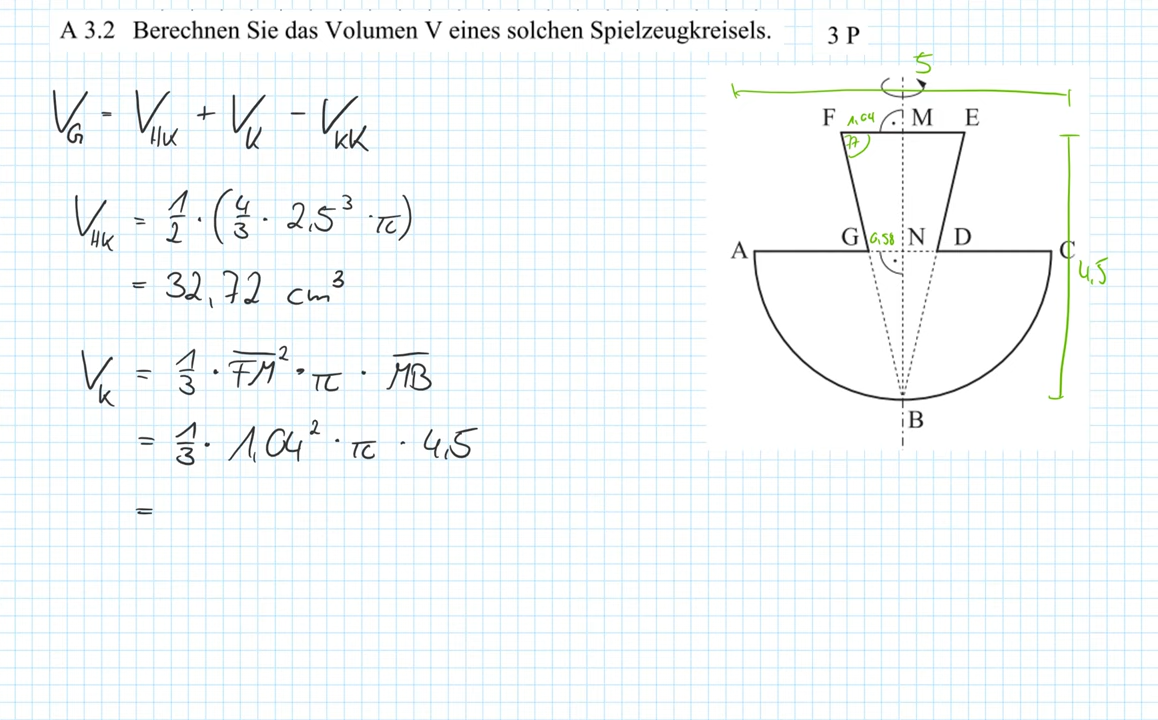 A 3.2 Berechnen Sie das Volumen V eines solchen Spielzeugkreisels. 3 P
V_G = V_HK + V_K - V_KK
V_HK = 1/2 · (4/3 · 2,5³ · π)
= 32,72 cm³
V_K = 1/3 · F̅M̅² · π · M̅B̅
= 1/3 · 1,04² · π · 4,5
=
5
F 1,04 M E
77
G 0,58 N D
A C
4,5
B